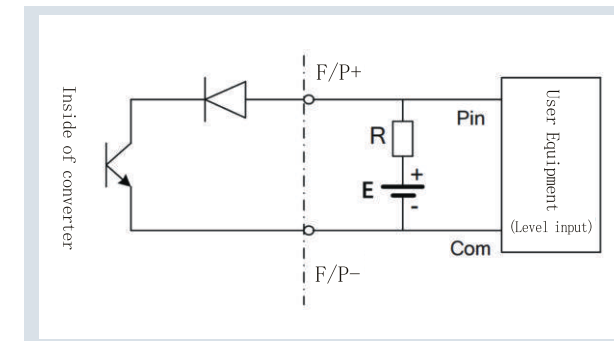 Inside of converter
F/P+
R
E
+
-
F/P-
Pin
Com
User Equipment
(Level input)